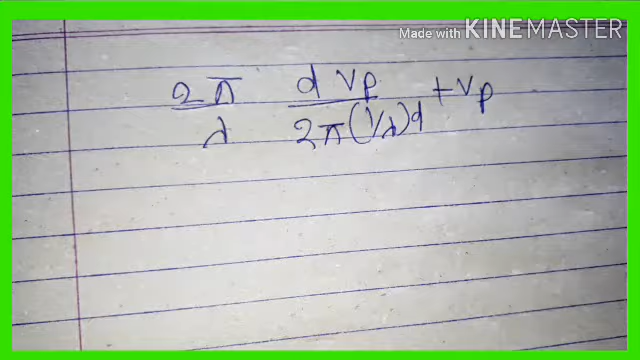 Made with KINEMASTER
2π/λ d vp/2π(1/λ)d + vp